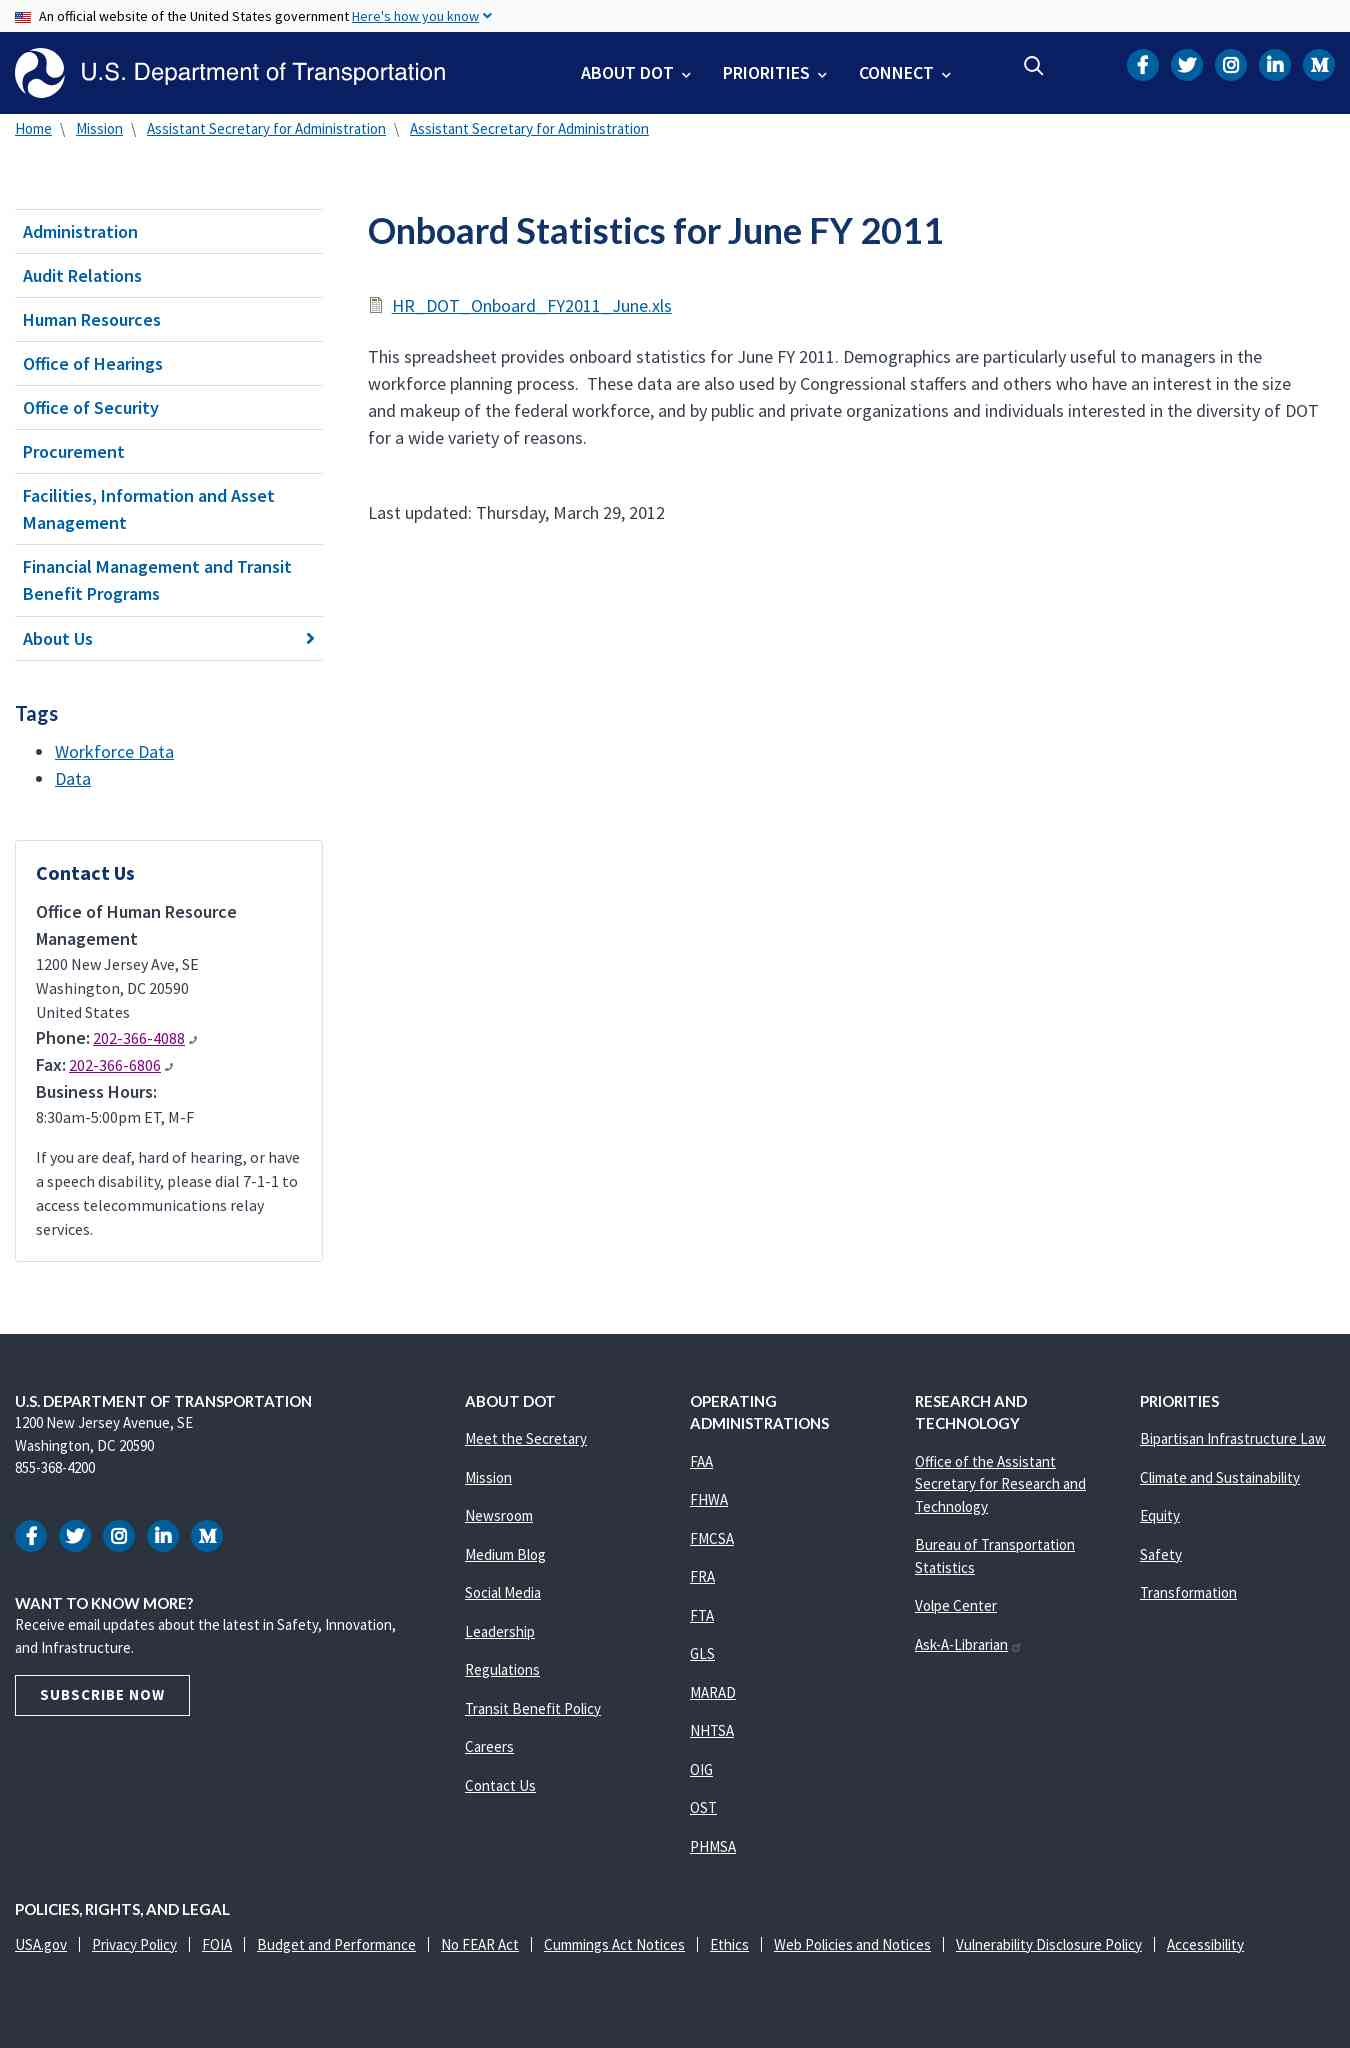 An official website of the United States government Here's how you know
U.S. Department of Transportation
ABOUT DOT
PRIORITIES
CONNECT
Home \ Mission \ Assistant Secretary for Administration \ Assistant Secretary for Administration
Administration
Audit Relations
Human Resources
Office of Hearings
Office of Security
Procurement
Facilities, Information and Asset
Management
Financial Management and Transit
Benefit Programs
About Us
Tags
Workforce Data
Data
Contact Us
Office of Human Resource
Management
1200 New Jersey Ave, SE
Washington, DC 20590
United States
Phone: 202-366-4088
Fax: 202-366-6806
Business Hours:
8:30am-5:00pm ET, M-F
If you are deaf, hard of hearing, or have
a speech disability, please dial 7-1-1 to
access telecommunications relay
services.
Onboard Statistics for June FY 2011
HR_DOT_Onboard_FY2011_June.xls
This spreadsheet provides onboard statistics for June FY 2011. Demographics are particularly useful to managers in the
workforce planning process.  These data are also used by Congressional staffers and others who have an interest in the size
and makeup of the federal workforce, and by public and private organizations and individuals interested in the diversity of DOT
for a wide variety of reasons.
Last updated: Thursday, March 29, 2012
U.S. DEPARTMENT OF TRANSPORTATION
1200 New Jersey Avenue, SE
Washington, DC 20590
855-368-4200
WANT TO KNOW MORE?
Receive email updates about the latest in Safety, Innovation,
and Infrastructure.
SUBSCRIBE NOW
ABOUT DOT
Meet the Secretary
Mission
Newsroom
Medium Blog
Social Media
Leadership
Regulations
Transit Benefit Policy
Careers
Contact Us
OPERATING
ADMINISTRATIONS
FAA
FHWA
FMCSA
FRA
FTA
GLS
MARAD
NHTSA
OIG
OST
PHMSA
RESEARCH AND
TECHNOLOGY
Office of the Assistant
Secretary for Research and
Technology
Bureau of Transportation
Statistics
Volpe Center
Ask-A-Librarian
PRIORITIES
Bipartisan Infrastructure Law
Climate and Sustainability
Equity
Safety
Transformation
POLICIES, RIGHTS, AND LEGAL
USA.gov | Privacy Policy | FOIA | Budget and Performance | No FEAR Act | Cummings Act Notices | Ethics | Web Policies and Notices | Vulnerability Disclosure Policy | Accessibility